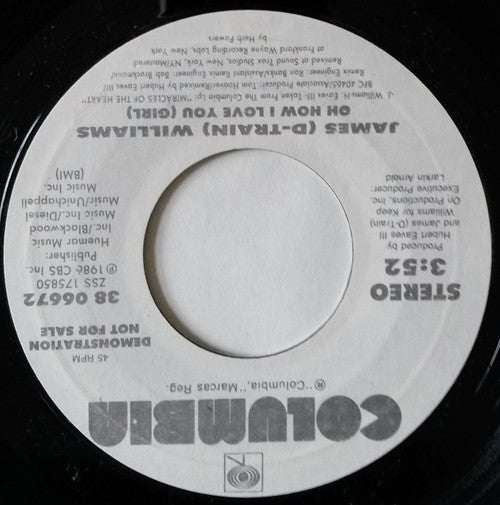 COLUMBIA
® "Columbia," Marcas Reg.
45 RPM
DEMONSTRATION
NOT FOR SALE
STEREO
3:52
Produced by
Hubert Eaves III
and James (D-Train)
Williams for Keep
On Productions, Inc.
Executive Producer:
Larkin Arnold
38 06672
ZSS 175850
℗ 1986 CBS Inc.
Publisher:
Huemar Music
Inc/Blackwood
Music Inc/Diesel
Music/Unichappell
Music Inc.
(BMI)
JAMES (D-TRAIN) WILLIAMS
OH HOW I LOVE YOU (GIRL)
J. Williams-H. Eaves III Taken From The Columbia Lp: "MIRACLES OF THE HEART"
BFC 40465/Associate Producer: Tom Horner/Remixed by Hubert Eaves III/
Remix Engineer: Ron Banks/Assistant Remix Engineer: Bob Brockmann/
Remixed at Sound Trax Studios, New York, NY/Mastered
at Frankford Wayne Recording Labs, New York
by Herb Powers